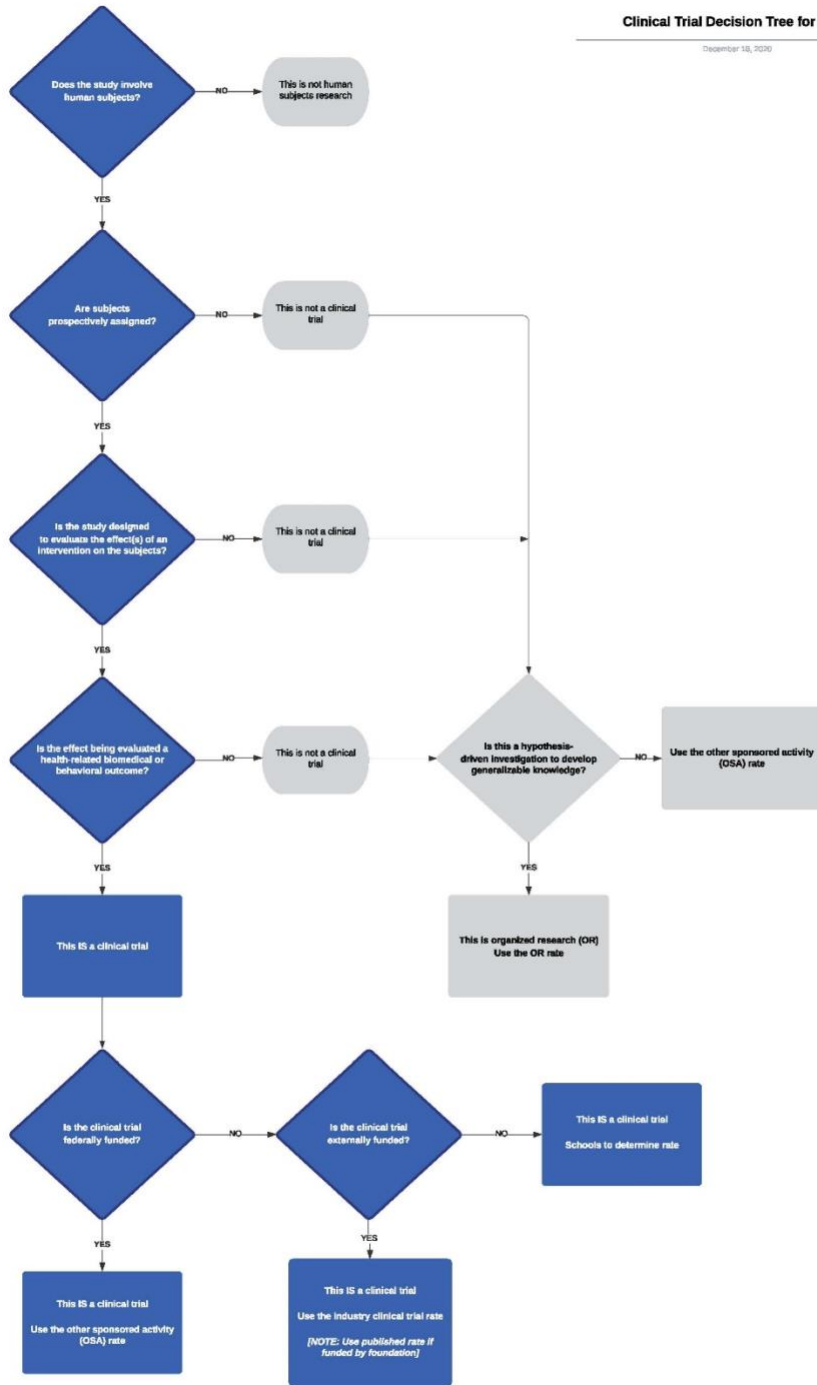 Clinical Trial Decision Tree for
December 18, 2020
Does the study involve
human subjects?
NO
This is not human
subjects research
YES
Are subjects
prospectively assigned?
NO
This is not a clinical
trial
YES
Is the study designed
to evaluate the effect(s) of an
intervention on the subjects?
NO
This is not a clinical
trial
YES
Is the effect being evaluated a
health-related biomedical or
behavioral outcome?
NO
This is not a clinical
trial
Is this a hypothesis-
driven investigation to develop
generalizable knowledge?
NO
Use the other sponsored activity
(OSA) rate
YES
YES
This IS a clinical trial
This is organized research (OR)
Use the OR rate
Is the clinical trial
federally funded?
NO
Is the clinical trial
externally funded?
NO
This IS a clinical trial
Schools to determine rate
YES
YES
This IS a clinical trial
Use the other sponsored activity
(OSA) rate
This IS a clinical trial
Use the industry clinical trial rate
[NOTE: Use published rate if
funded by foundation]